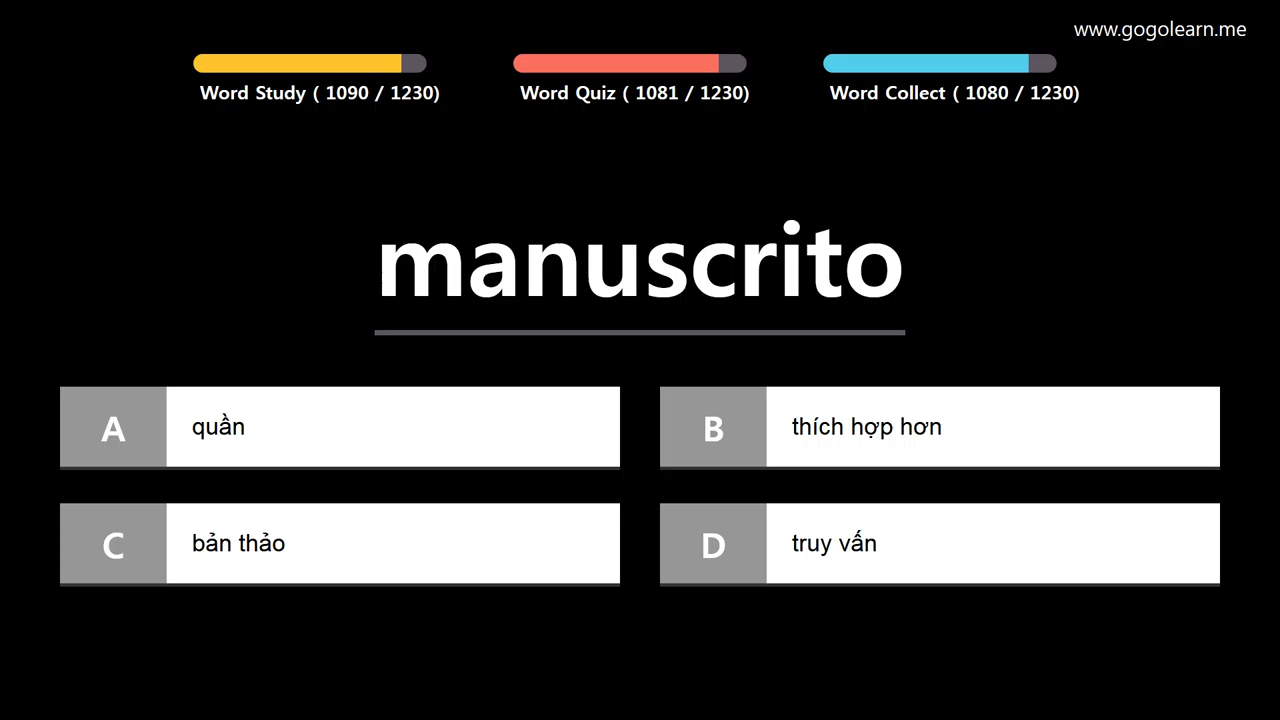 www.gogolearn.me
Word Study ( 1090 / 1230)
Word Quiz ( 1081 / 1230)
Word Collect ( 1080 / 1230)
manuscrito
A
quần
B
thích hợp hơn
C
bản thảo
D
truy vấn